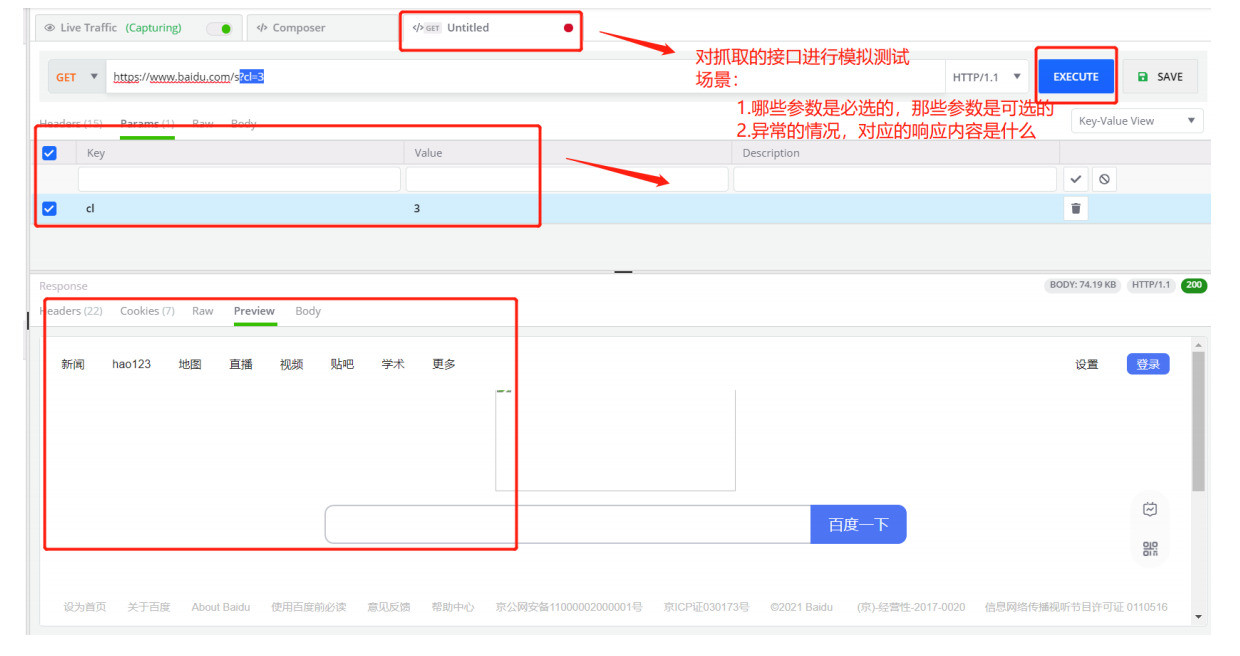 Live Traffic (Capturing) </> Composer </> GET Untitled
对抓取的接口进行模拟测试
场景：
GET https://www.baidu.com/s?cl=3 HTTP/1.1 EXECUTE SAVE
1.哪些参数是必选的，那些参数是可选的
2.异常的情况，对应的响应内容是什么
Headers (15) Params (1) Raw Body Key-Value View
Key Value Description
cl 3
Response BODY: 74.19 KB HTTP/1.1 200
Headers (22) Cookies (7) Raw Preview Body
新闻 hao123 地图 直播 视频 贴吧 学术 更多 设置 登录
百度一下
设为首页 关于百度 About Baidu 使用百度前必读 意见反馈 帮助中心 京公网安备11000002000001号 京ICP证030173号 ©2021 Baidu (京)-经营性-2017-0020 信息网络传播视听节目许可证 0110516